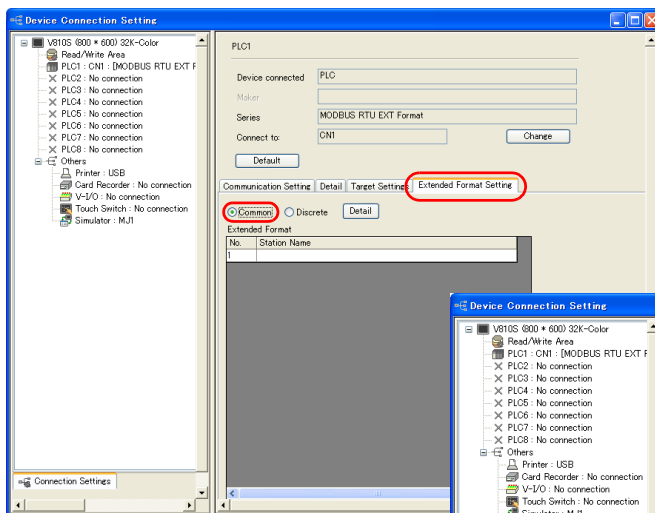 Device Connection Setting
V810S (800 * 600) 32K-Color
Read/Write Area
PLC1 : CN1 : [MODBUS RTU EXT F
PLC2 : No connection
PLC3 : No connection
PLC4 : No connection
PLC5 : No connection
PLC6 : No connection
PLC7 : No connection
PLC8 : No connection
Others
Printer : USB
Card Recorder : No connection
V-I/O : No connection
Touch Switch : No connection
Simulator : MJ1
Connection Settings
PLC1
Device connected PLC
Maker
Series MODBUS RTU EXT Format
Connect to: CN1 Change
Default
Communication Setting Detail Target Settings Extended Format Setting
Common Discrete Detail
Extended Format
No. Station Name
1
Device Connection Setting
V810S (800 * 600) 32K-Color
Read/Write Area
PLC1 : CN1 : [MODBUS RTU EXT F
PLC2 : No connection
PLC3 : No connection
PLC4 : No connection
PLC5 : No connection
PLC6 : No connection
PLC7 : No connection
PLC8 : No connection
Others
Printer : USB
Card Recorder : No connection
V-I/O : No connection
Touch Switch : No connection
Simulator : MJ1